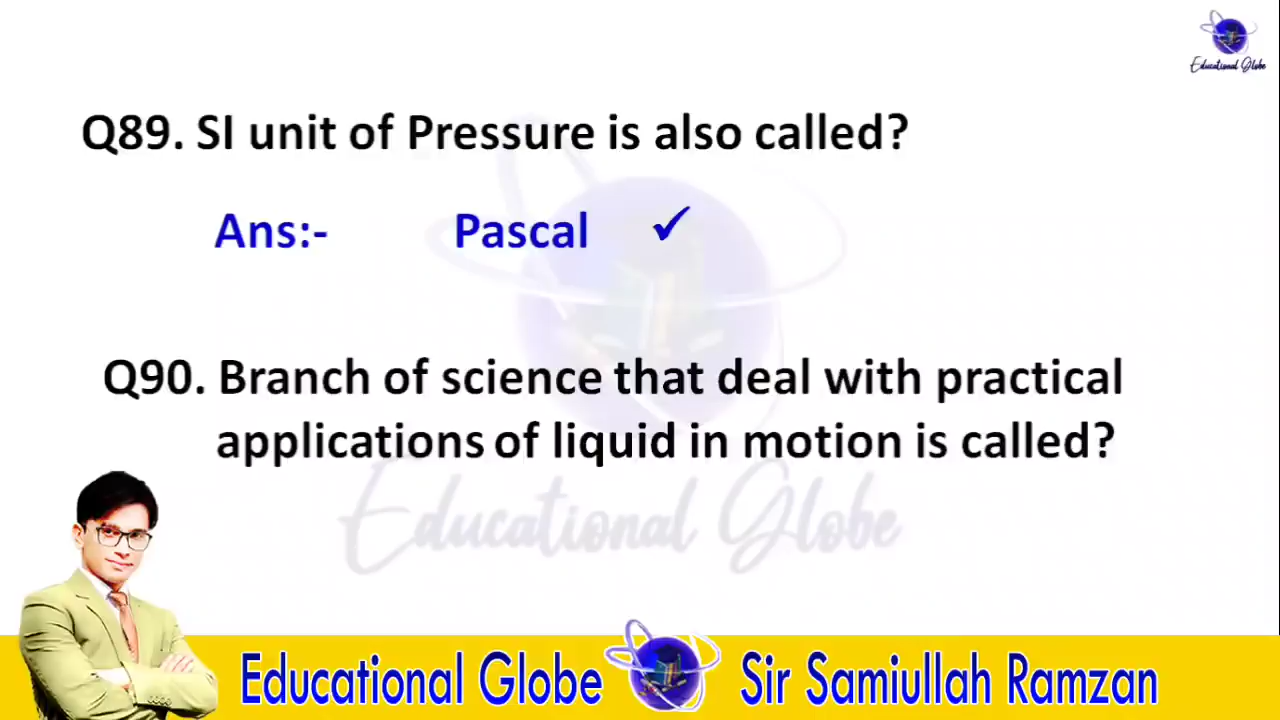 Educational Globe
Q89. SI unit of Pressure is also called?
Ans:- Pascal ✓
Q90. Branch of science that deal with practical
applications of liquid in motion is called?
Educational Globe
Educational Globe Sir Samiullah Ramzan